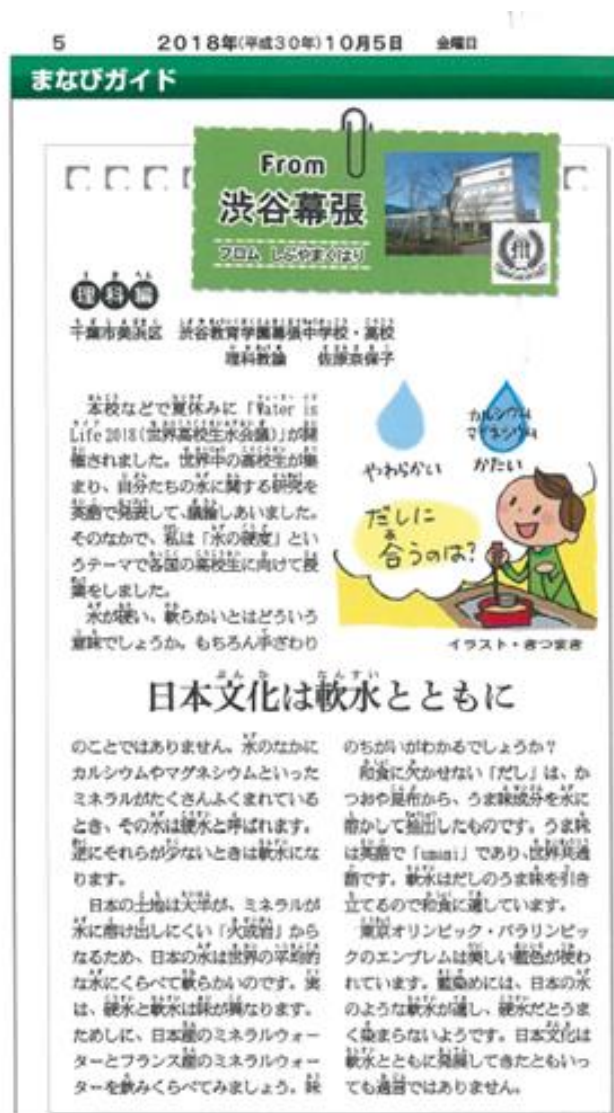 5 2018年(平成30年)10月5日 金曜日
まなびガイド
From
渋谷幕張
フロム しぶやまくはり
理科編
千葉市美浜区 渋谷教育学園幕張中学校・高校
理科教諭 佐原奈保子
本校などで夏休みに「Water is
Life 2018(世界高校生水会議)」が開
催されました。世界中の高校生が集
まり、自分たちの水に関する研究を
英語で発表して、議論しあいました。
そのなかで、私は「水の硬度」とい
うテーマで各国の高校生に向けて授
業をしました。
水が硬い、軟らかいとはどういう
意味でしょうか。もちろん手ざわり
やわらかい
カルシウム
マグネシウム
かたい
だしに
合うのは?
イラスト・きつまき
日本文化は軟水とともに
のことではありません。水のなかに
カルシウムやマグネシウムといった
ミネラルがたくさんふくまれている
とき、その水は硬水と呼ばれます。
逆にそれらが少ないときは軟水にな
ります。
日本の土地は大半が、ミネラルが
水に溶け出しにくい「火成岩」から
なるため、日本の水は世界の平均的
な水にくらべて軟らかいのです。実
は、硬水と軟水は味が異なります。
ためしに、日本産のミネラルウォー
ターとフランス産のミネラルウォー
ターを飲みくらべてみましょう。味
のちがいがわかるでしょうか?
和食に欠かせない「だし」は、か
つおや昆布から、うま味成分を水に
溶かして抽出したものです。うま味
は英語で「umimi」であり、世界共通
語です。軟水はだしのうま味を引き
立てるので和食に適しています。
東京オリンピック・パラリンピッ
クのエンブレムは美しい藍色が使わ
れています。藍染めには、日本の水
のような軟水が適し、硬水だとうま
く染まらないようです。日本文化は
軟水とともに発展してきたともいっ
ても過言ではありません。